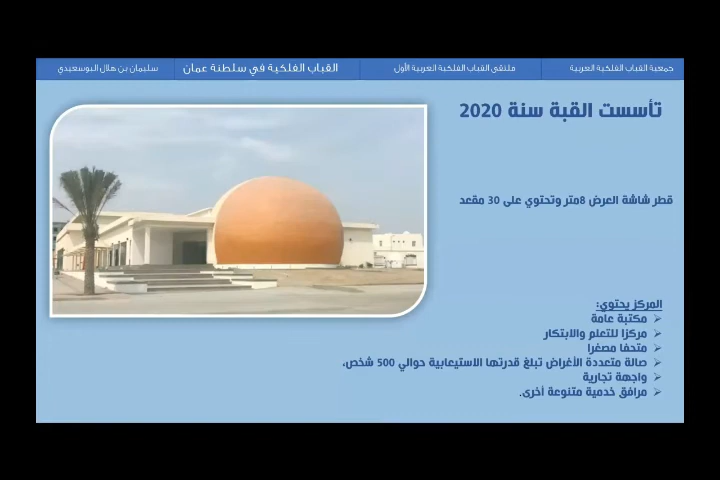 جمعية القباب الفلكية العربية
ملتقى القباب الفلكية العربية الأول
القباب الفلكية في سلطنة عمان
سليمان بن هلال البوسعيدي
تأسست القبة سنة 2020
قطر شاشة العرض 8متر وتحتوي على 30 مقعد
المركز يحتوي:
مكتبة عامة
مركزا للتعلم والابتكار
متحفا مصغرا
صالة متعددة الأغراض تبلغ قدرتها الاستيعابية حوالي 500 شخص،
واجهة تجارية
مرافق خدمية متنوعة أخرى.